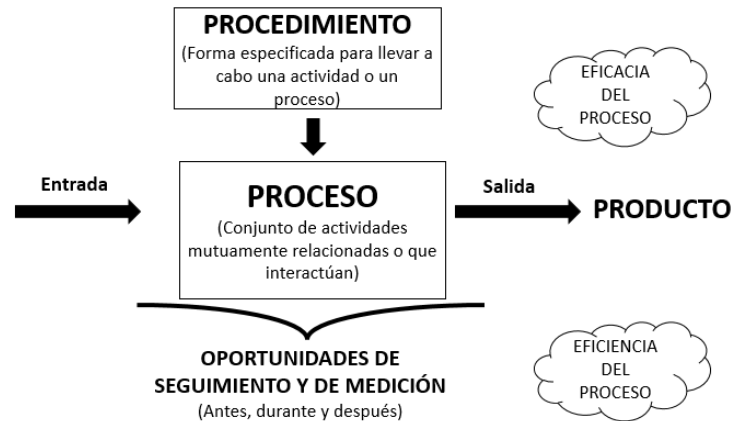 PROCEDIMIENTO
(Forma especificada para llevar a
cabo una actividad o un
proceso)
EFICACIA
DEL
PROCESO
Entrada
PROCESO
(Conjunto de actividades
mutuamente relacionadas o que
interactúan)
Salida
PRODUCTO
OPORTUNIDADES DE
SEGUIMIENTO Y DE MEDICIÓN
(Antes, durante y después)
EFICIENCIA
DEL
PROCESO